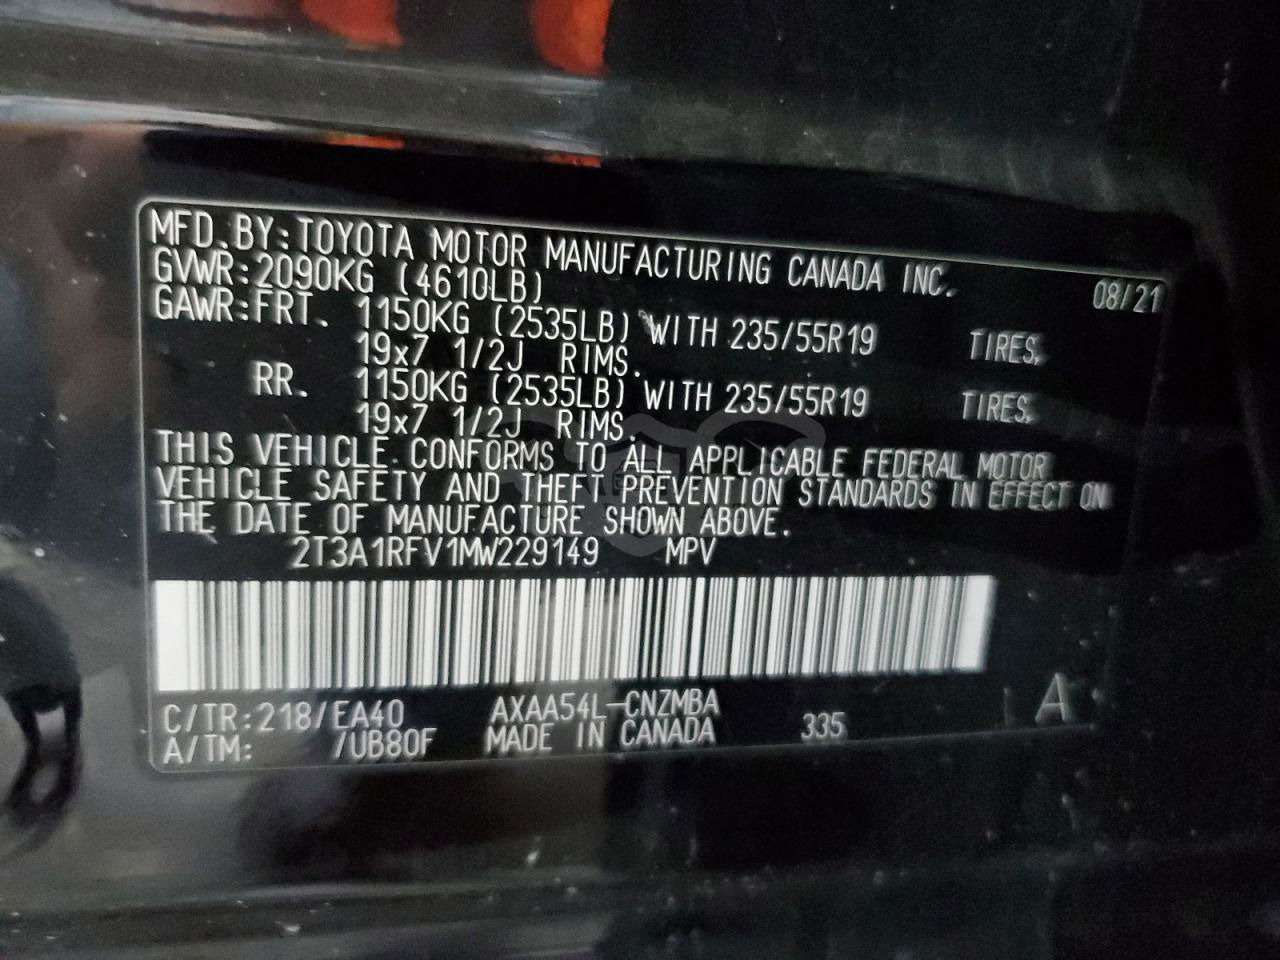 MFD.BY:TOYOTA MOTOR MANUFACTURING CANADA INC. 08/21
GVWR:2090KG (4610LB)
GAWR:FRT. 1150KG (2535LB) WITH 235/55R19 TIRES,
19x7 1/2J RIMS.
RR. 1150KG (2535LB) WITH 235/55R19 TIRES,
19x7 1/2J RIMS.
THIS VEHICLE CONFORMS TO ALL APPLICABLE FEDERAL MOTOR
VEHICLE SAFETY AND THEFT PREVENTION STANDARDS IN EFFECT ON
THE DATE OF MANUFACTURE SHOWN ABOVE.
2T3A1RFV1MW229149 MPV
C/TR:218/EA40 AXAA54L-CNZMBA
A/TM: /UB80F MADE IN CANADA 335 A